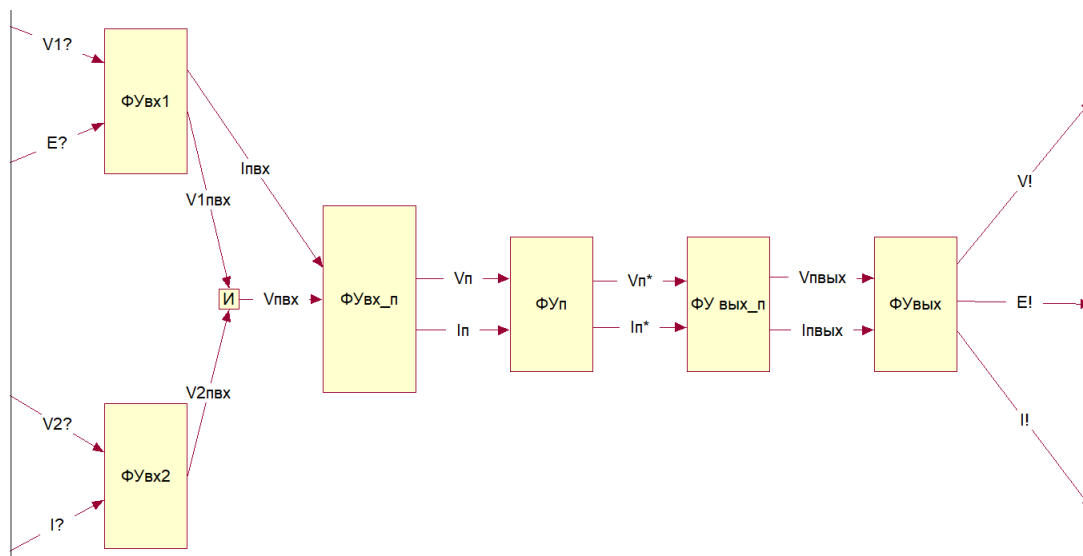 V1?
E?
ФУвх1
Iпвх
V1пвх
И
Vпвх
ФУвх_п
Vп
Iп
ФУп
Vп*
Iп*
ФУ вых_п
Vпвых
Iпвых
ФУвых
V!
E!
I!
V2пвх
V2?
I?
ФУвх2